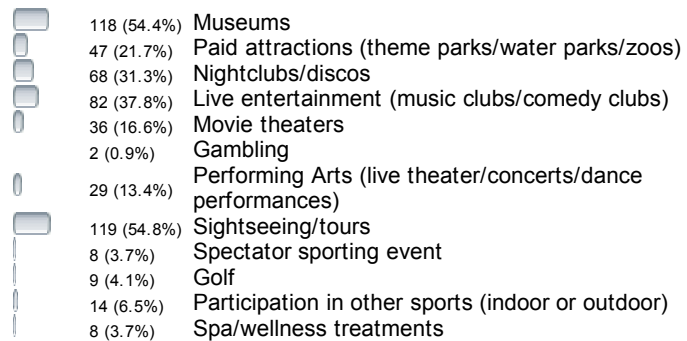 118 (54.4%) Museums
47 (21.7%) Paid attractions (theme parks/water parks/zoos)
68 (31.3%) Nightclubs/discos
82 (37.8%) Live entertainment (music clubs/comedy clubs)
36 (16.6%) Movie theaters
2 (0.9%) Gambling
29 (13.4%) Performing Arts (live theater/concerts/dance
performances)
119 (54.8%) Sightseeing/tours
8 (3.7%) Spectator sporting event
9 (4.1%) Golf
14 (6.5%) Participation in other sports (indoor or outdoor)
8 (3.7%) Spa/wellness treatments